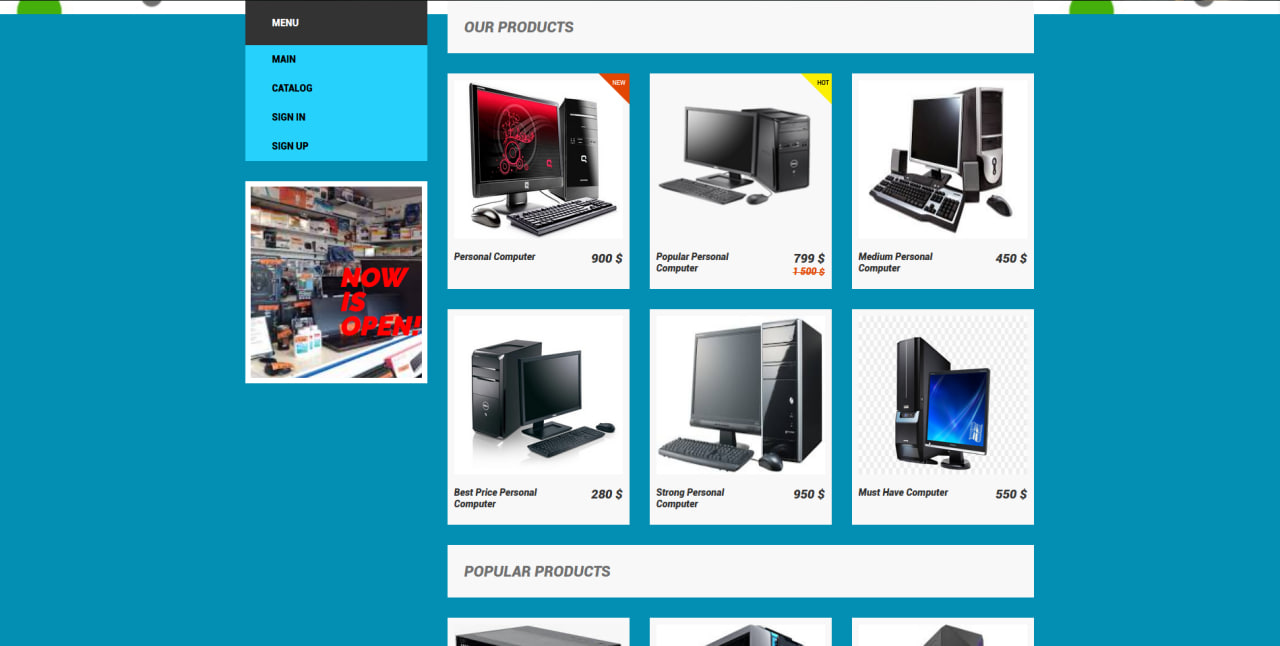 MENU
MAIN
CATALOG
SIGN IN
SIGN UP
NOW
IS
OPEN!
OUR PRODUCTS
NEW
Personal Computer
900 $
HOT
Popular Personal
Computer
799 $
1 500 $
Medium Personal
Computer
450 $
Best Price Personal
Computer
280 $
Strong Personal
Computer
950 $
Must Have Computer
550 $
POPULAR PRODUCTS